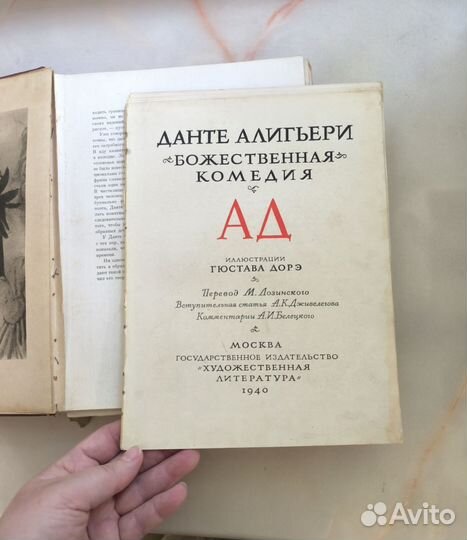 ДАНТЕ АЛИГЬЕРИ
БОЖЕСТВЕННАЯ
КОМЕДИЯ
АД
ИЛЛЮСТРАЦИИ
ГЮСТАВА ДОРЭ
Перевод М. Лозинского
Вступительная статья А.К.Дживелегова
Комментарии А.И.Белецкого
МОСКВА
ГОСУДАРСТВЕННОЕ ИЗДАТЕЛЬСТВО
"ХУДОЖЕСТВЕННАЯ
ЛИТЕРАТУРА"
1940
Avito